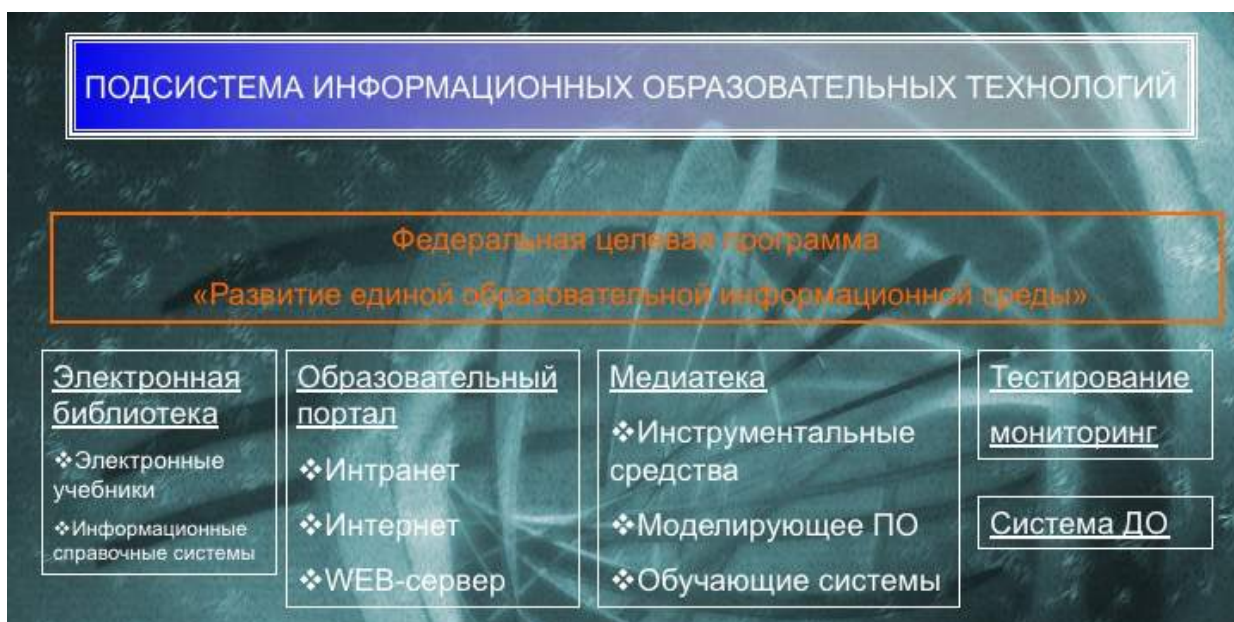 ПОДСИСТЕМА ИНФОРМАЦИОННЫХ ОБРАЗОВАТЕЛЬНЫХ ТЕХНОЛОГИЙ
Федеральная целевая программа
«Развитие единой образовательной информационной среды»
Электронная
библиотека
❖Электронные
учебники
❖Информационные
справочные системы
Образовательный
портал
❖Интранет
❖Интернет
❖WEB-сервер
Медиатека
❖Инструментальные
средства
❖Моделирующее ПО
❖Обучающие системы
Тестирование
мониторинг
Система ДО